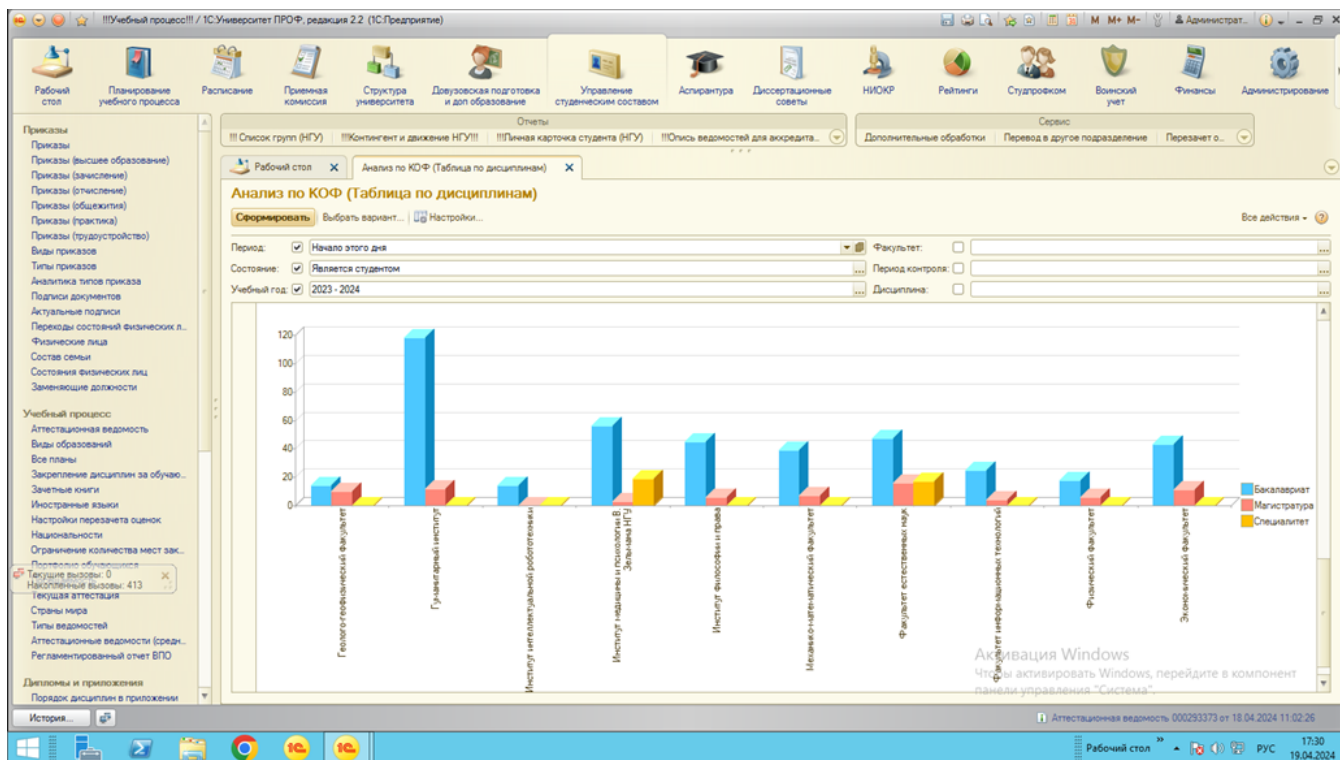 !!!Учебный процесс!!! / 1С:Университет ПРОФ, редакция 2.2 (1С:Предприятие)
M M+ M- Администрат..
Рабочий стол
Планирование учебного процесса
Расписание
Приемная комиссия
Структура университета
Довузовская подготовка и доп образование
Управление студенческим составом
Аспирантура
Диссертационные советы
НИОКР
Рейтинги
Студпрофком
Воинский учет
Финансы
Администрирование
Отчеты
!!! Список групп (НГУ) !!!Контингент и движение НГУ!!! !!!Личная карточка студента (НГУ) !!!Опись ведомостей для аккредита...
Сервис
Дополнительные обработки Перевод в другое подразделение Перезачет о...
Приказы
Приказы
Приказы (высшее образование)
Приказы (зачисление)
Приказы (отчисление)
Приказы (общежития)
Приказы (практика)
Приказы (трудоустройство)
Виды приказов
Типы приказов
Аналитика типов приказа
Подписи документов
Актуальные подписи
Переходы состояний физических л...
Физические лица
Состав семьи
Состояния физических лиц
Заменяющие должности
Учебный процесс
Аттестационная ведомость
Виды образований
Все планы
Закрепление дисциплин за обучаю...
Зачетные книги
Иностранные языки
Настройки перезачета оценок
Национальности
Ограничение количества мест зак...
Текущие вызовы: 0
Накопленные вызовы: 413
Текущая аттестация
Страны мира
Типы ведомостей
Аттестационные ведомости (средн...
Регламентированный отчет ВПО
Дипломы и приложения
Порядок дисциплин в приложении
Рабочий стол Анализ по КОФ (Таблица по дисциплинам)
Анализ по КОФ (Таблица по дисциплинам)
Сформировать Выбрать вариант... Настройки... Все действия
Период: Начало этого дня Факультет:
Состояние: Является студентом Период контроля:
Учебный год: 2023 - 2024 Дисциплина:
120
100
80
60
40
20
0
Геолого-геофизический факультет
Гуманитарный институт
Институт интеллектуальной робототехники
Институт медицины и психологии В. Зельмана НГУ
Институт философии и права
Механико-математический факультет
Факультет естественных наук
Факультет информационных технологий
Физический факультет
Экономический факультет
Бакалавриат
Магистратура
Специалитет
Активация Windows
Чтобы активировать Windows, перейдите в компонент
панели управления "Система".
История...
Аттестационная ведомость 000293373 от 18.04.2024 11:02:26
Рабочий стол РУС 17:30
19.04.2024